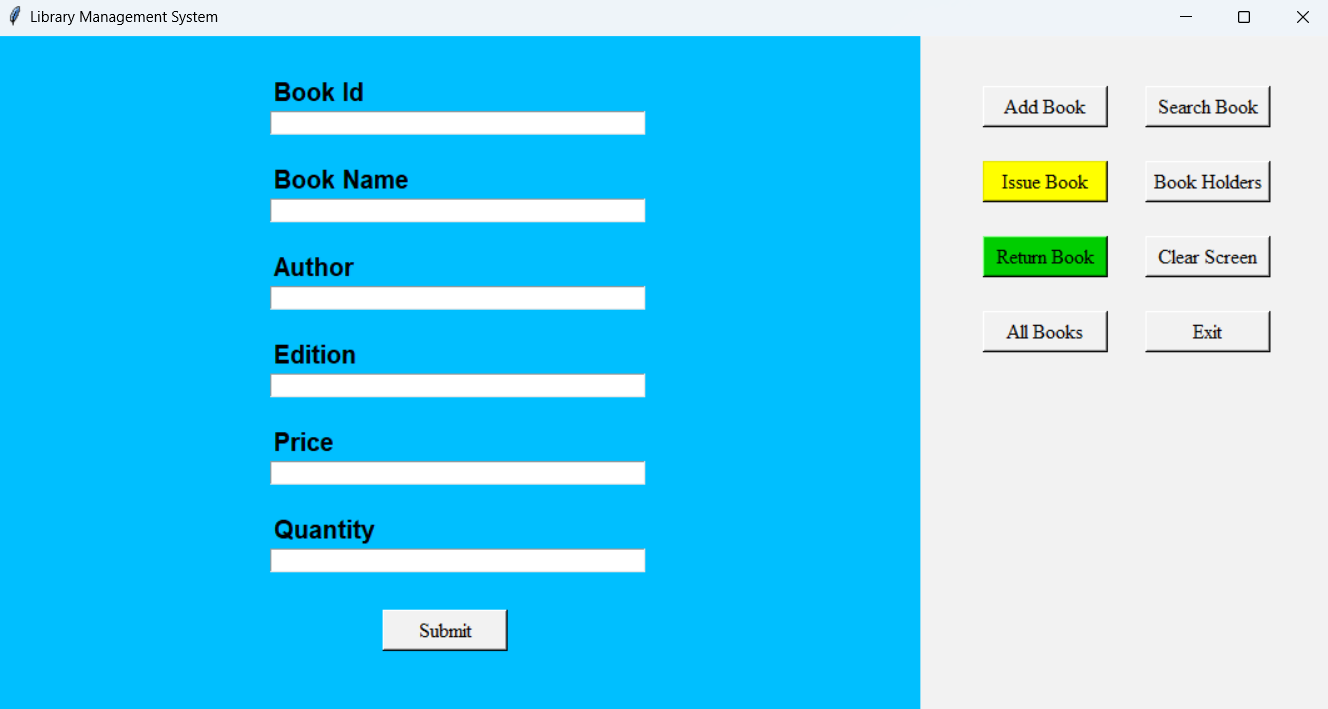 Library Management System
Book Id
Book Name
Author
Edition
Price
Quantity
Submit
Add Book
Search Book
Issue Book
Book Holders
Return Book
Clear Screen
All Books
Exit